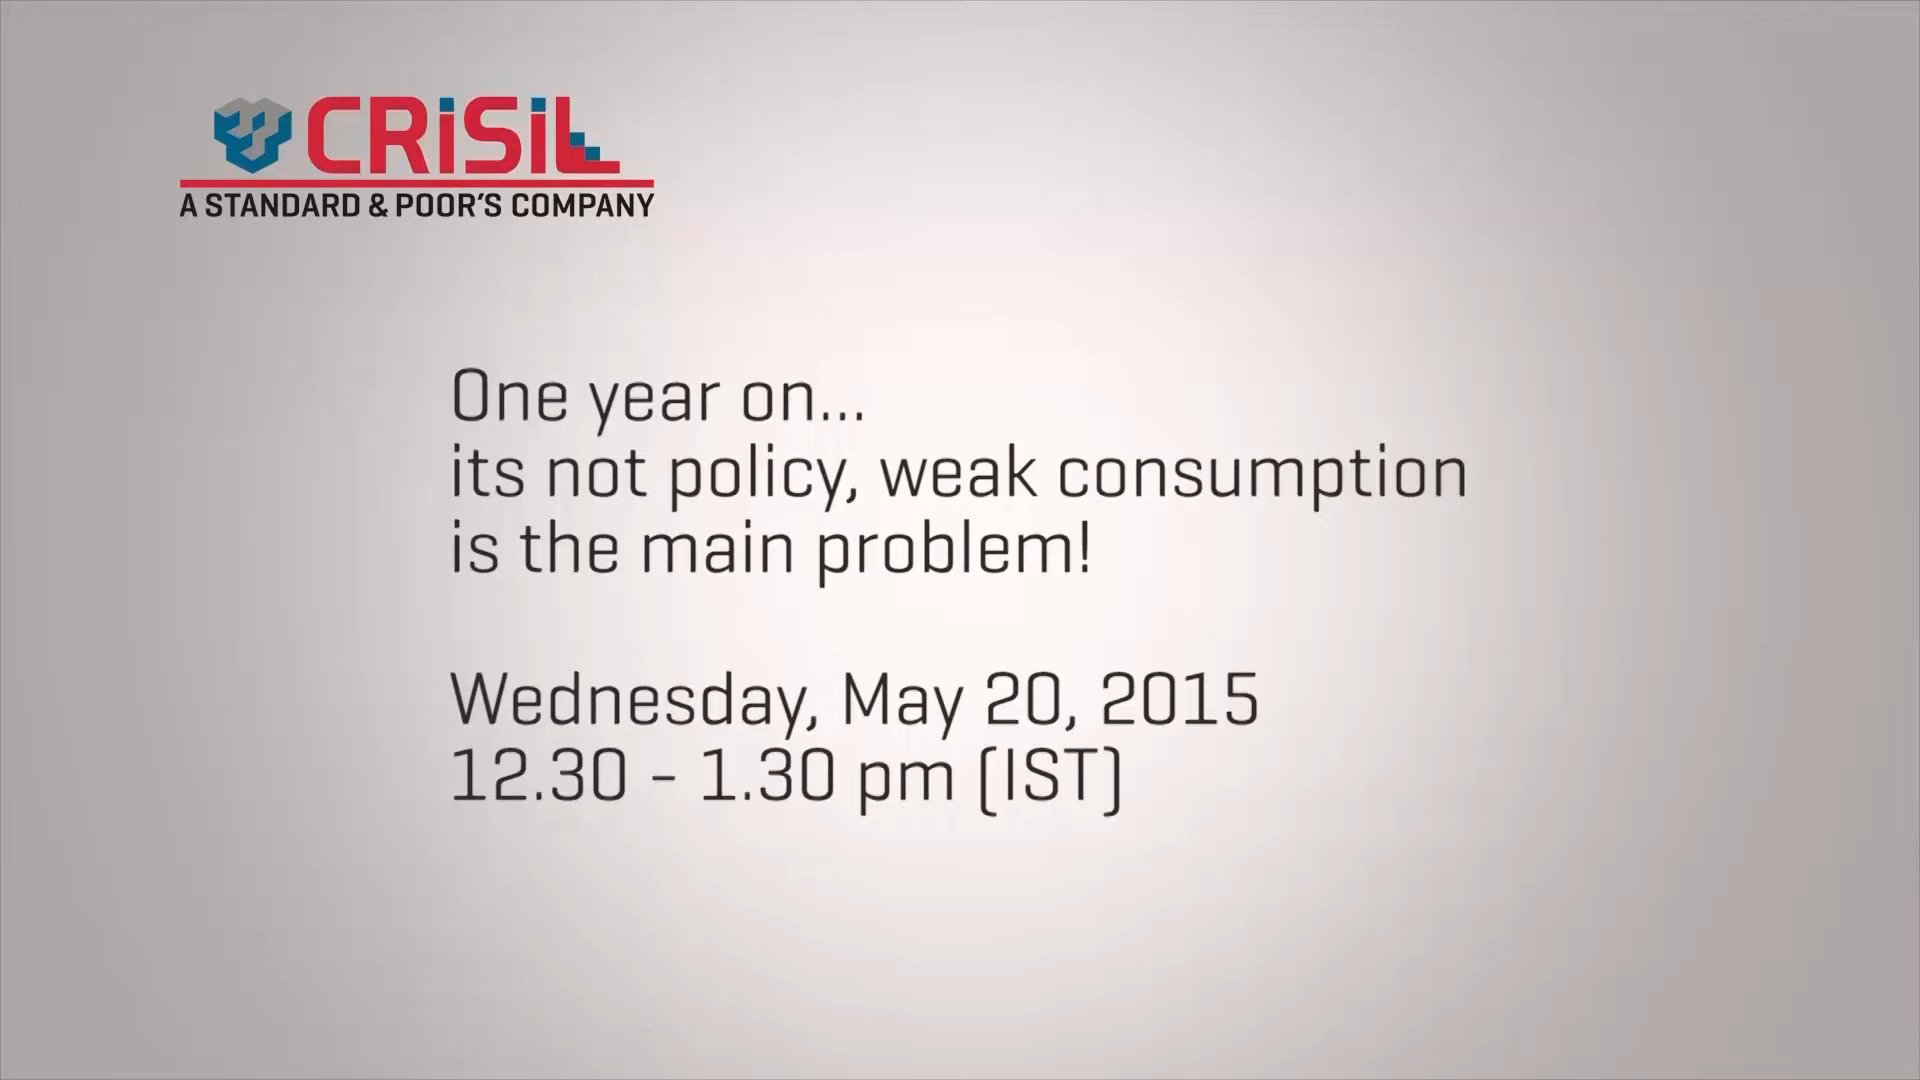 CRiSiL
A STANDARD & POOR'S COMPANY
One year on...
its not policy, weak consumption
is the main problem!
Wednesday, May 20, 2015
12.30 - 1.30 pm (IST)